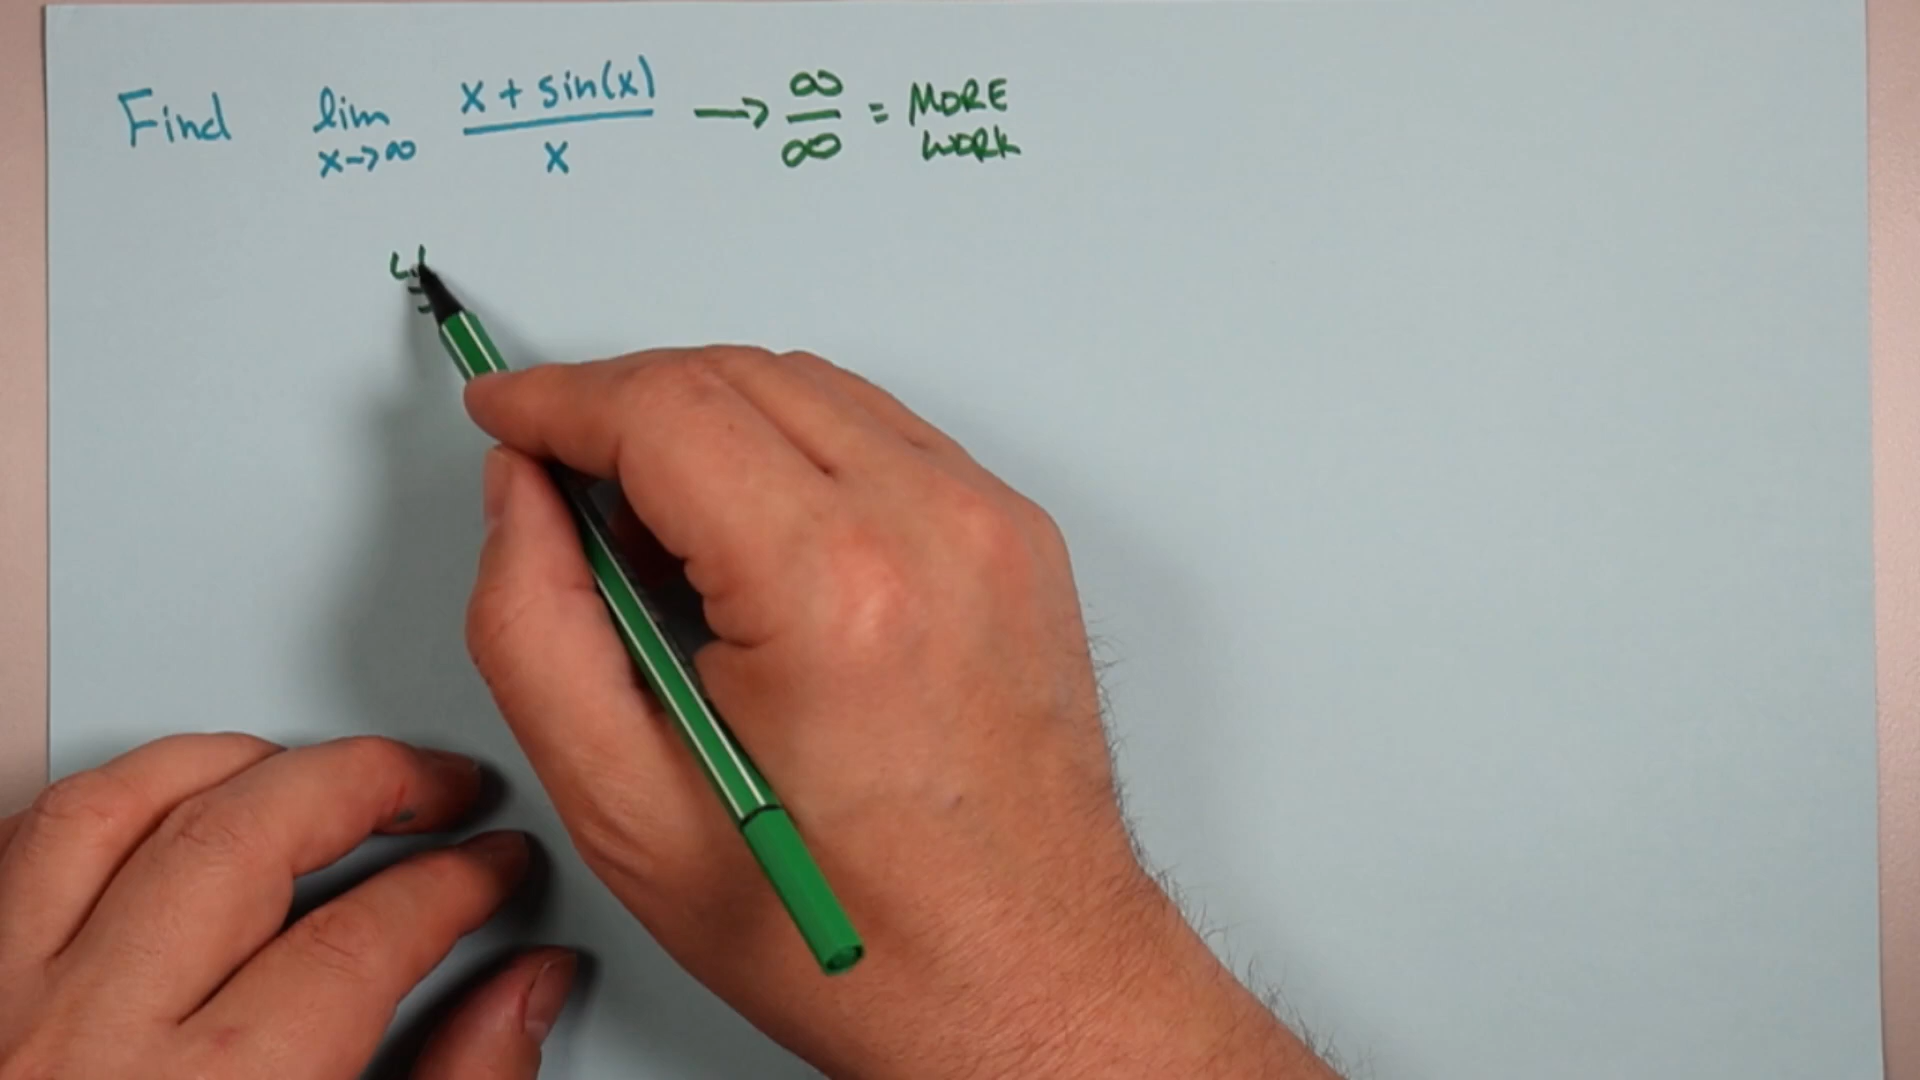 Find lim x→∞ x + sin(x) / x → ∞/∞ = MORE WORK